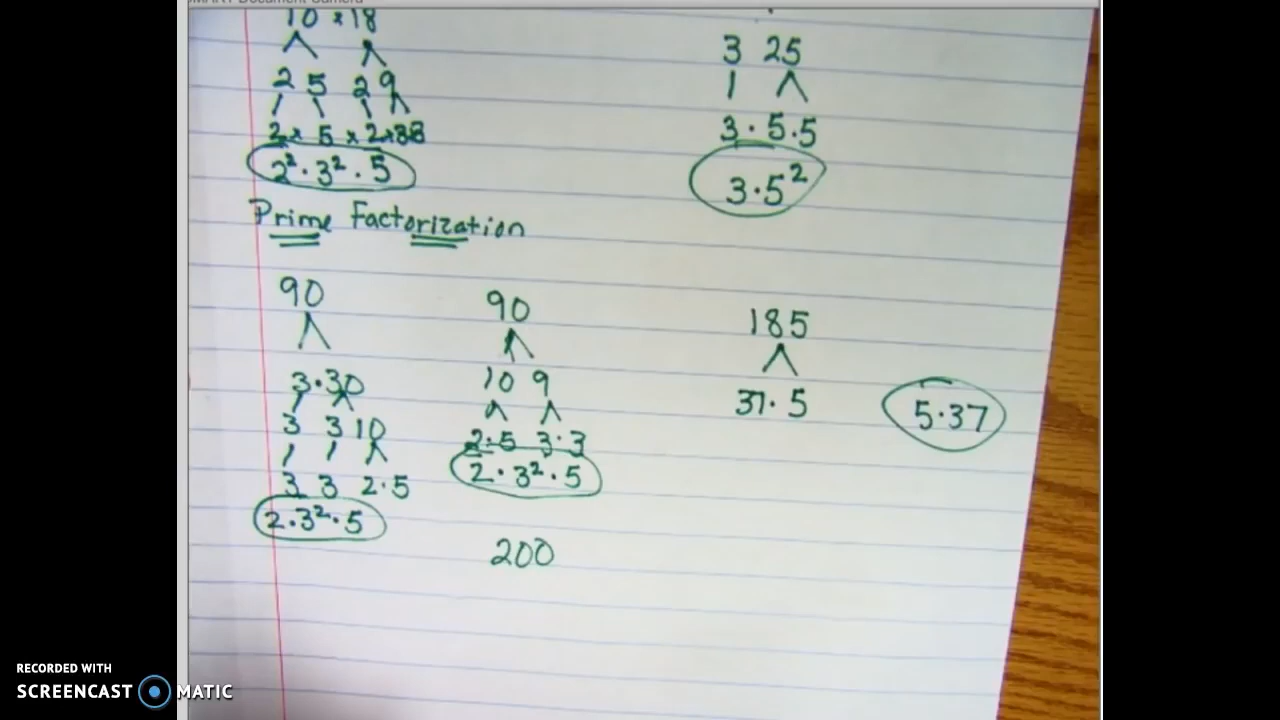 10 × 18
2 5 2 9
2 × 5 × 2 × 3 3
2² · 3² · 5
3 25
3 · 5 · 5
3 · 5²
Prime Factorization
90
3 · 30
3 3 10
3 3 2 · 5
2 · 3² · 5
90
10 9
2 · 5 3 · 3
2 · 3² · 5
200
185
37 · 5
5 · 37
RECORDED WITH
SCREENCAST MATIC